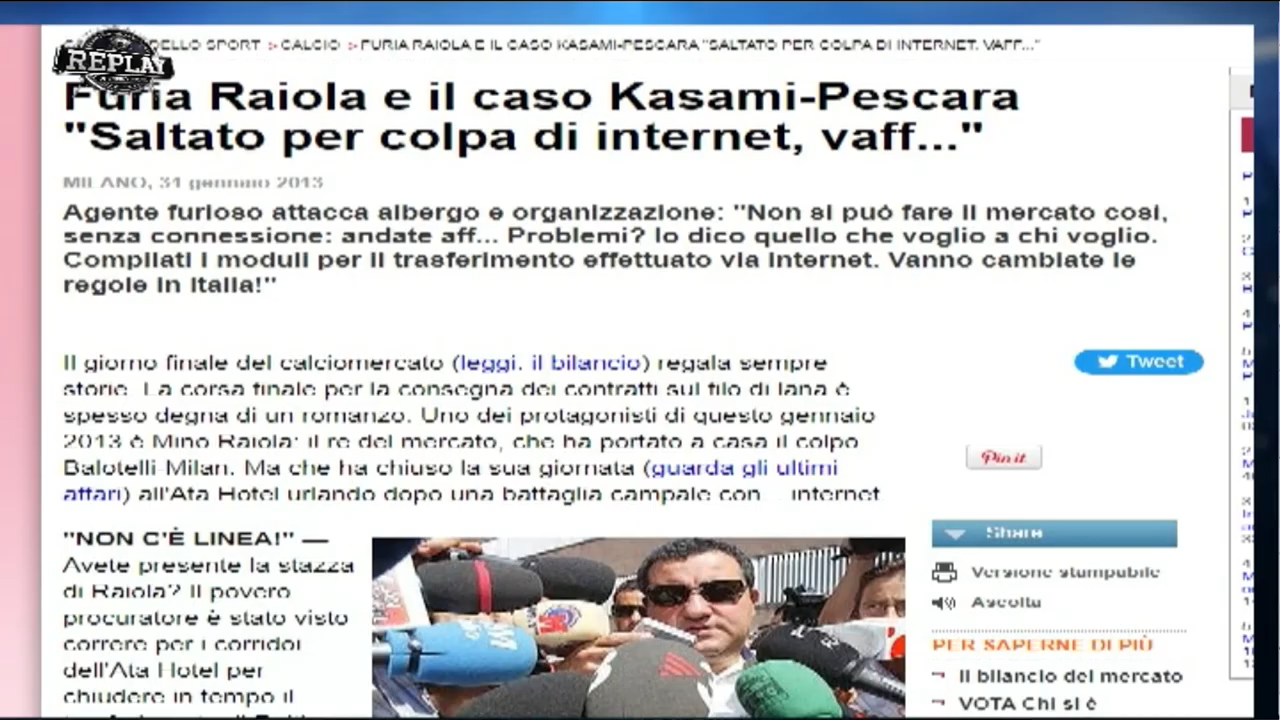 REPLAY
DELLO SPORT > CALCIO > FURIA RAIOLA E IL CASO KASAMI-PESCARA "SALTATO PER COLPA DI INTERNET, VAFF..."
Furia Raiola e il caso Kasami-Pescara
"Saltato per colpa di internet, vaff..."
MILANO, 31 gennaio 2013
Agente furioso attacca albergo e organizzazione: "Non si può fare il mercato così,
senza connessione: andate aff... Problemi? Io dico quello che voglio a chi voglio.
Compilati i moduli per il trasferimento effettuato via Internet. Vanno cambiate le
regole in Italia!"
Il giorno finale del calciomercato (leggi. il bilancio) regala sempre
storie. La corsa finale per la consegna dei contratti sul filo di lana è
spesso degna di un romanzo. Uno dei protagonisti di questo gennaio
2013 è Mino Raiola: il re del mercato, che ha portato a casa il colpo
Balotelli-Milan. Ma che ha chiuso la sua giornata (guarda gli ultimi
affari) all'Ata Hotel urlando dopo una battaglia campale con... internet
"NON C'È LINEA!" —
Avete presente la stazza
di Raiola? Il povero
procuratore è stato visto
correre per i corridoi
dell'Ata Hotel per
chiudere in tempo il
Tweet
Pin it
Share
Versione stampabile
Ascolta
PER SAPERNE DI PIÙ
Il bilancio del mercato
VOTA Chi si è